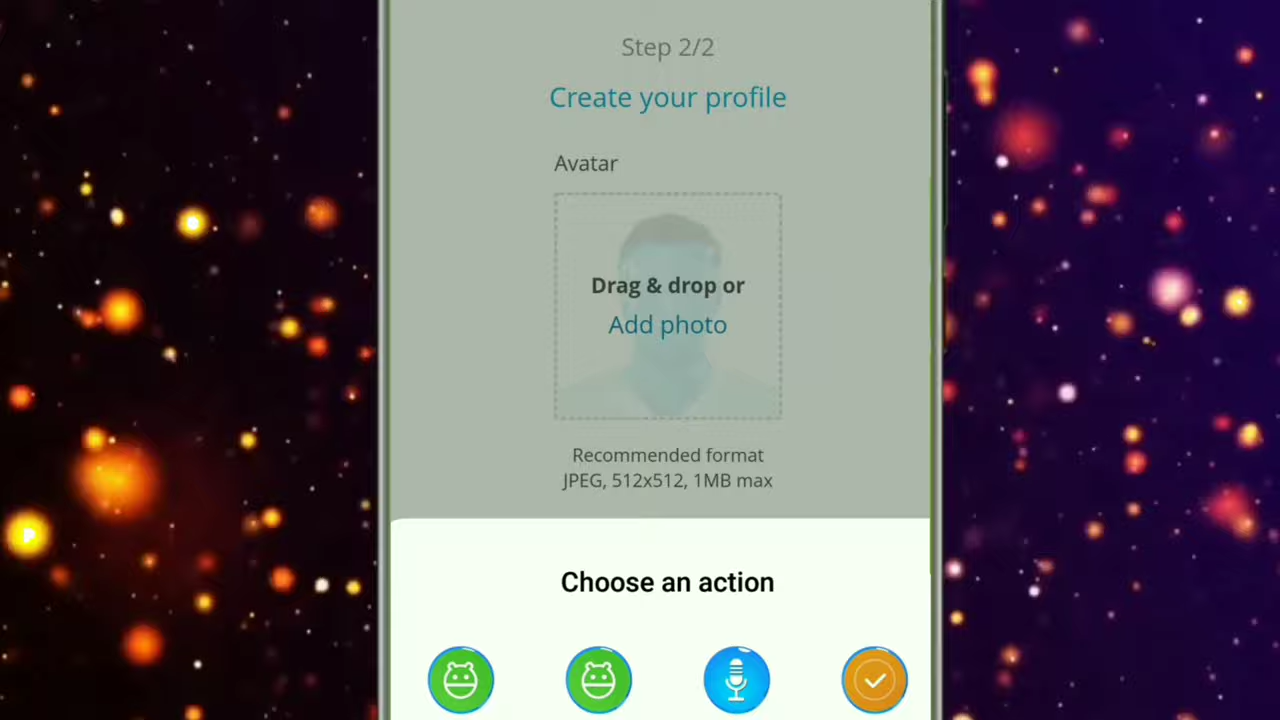 Step 2/2
Create your profile
Avatar
Drag & drop or
Add photo
Recommended format
JPEG, 512x512, 1MB max
Choose an action